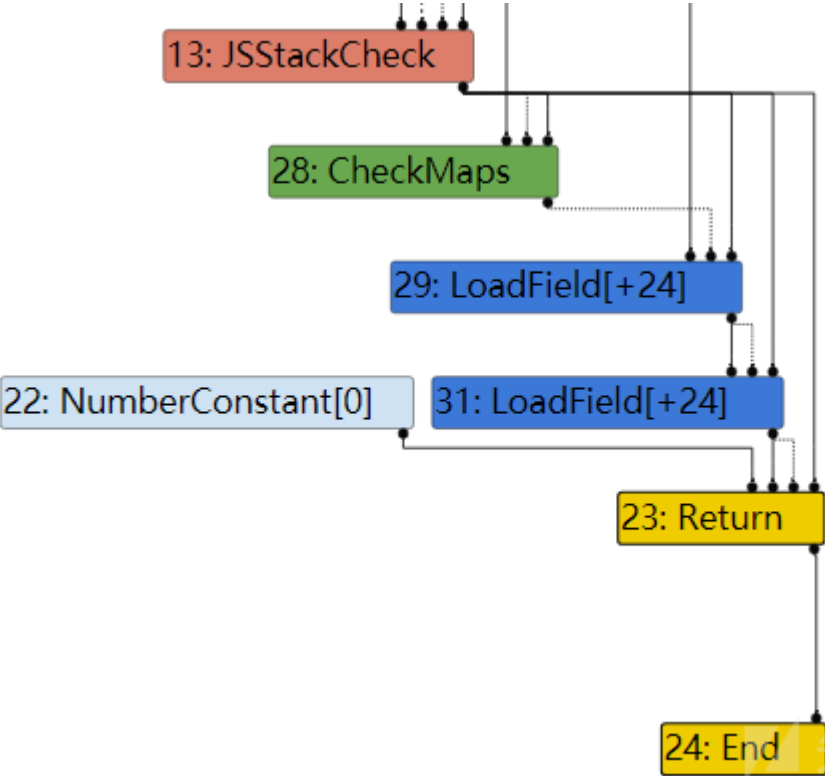 13: JSStackCheck
28: CheckMaps
29: LoadField[+24]
22: NumberConstant[0]
31: LoadField[+24]
23: Return
24: End